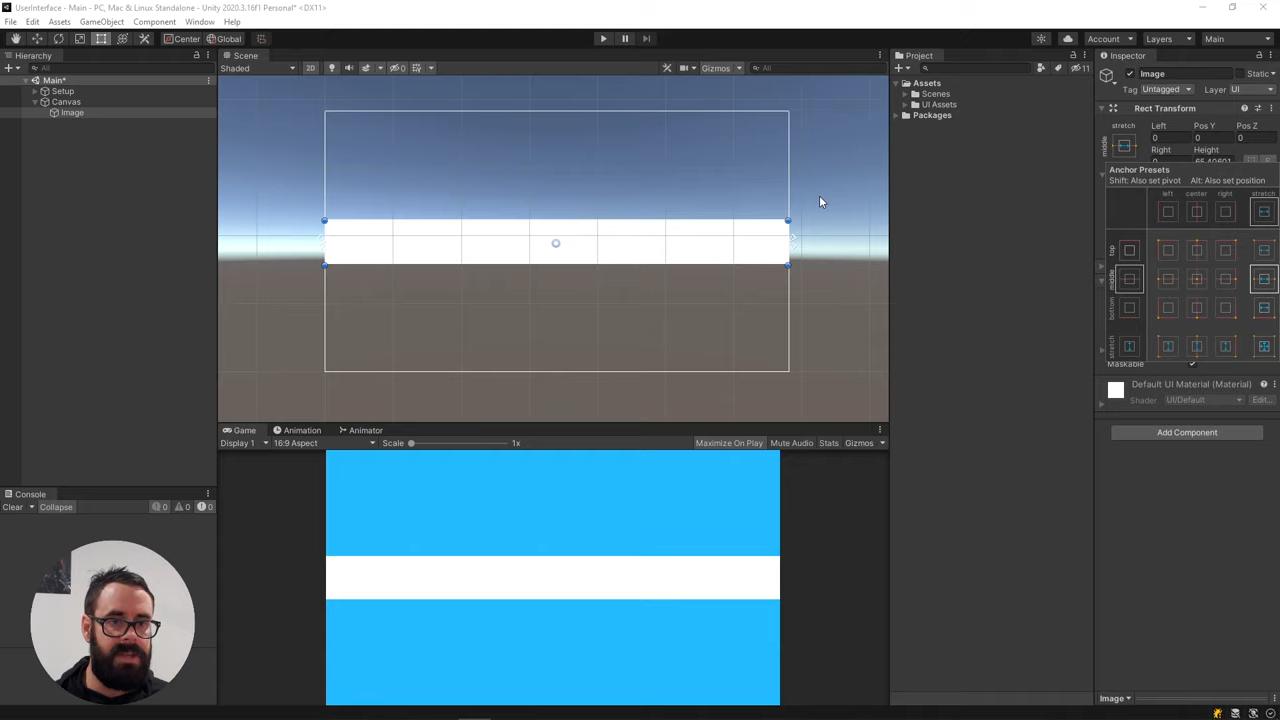 UserInterface - Main - PC, Mac & Linux Standalone - Unity 2020.3.16f1 Personal* <DX11>
File Edit Assets GameObject Component Window Help
Center Global Account Layers Main
Hierarchy Scene Project Inspector
All Shaded 2D 0 Gizmos All 11 Image Static
Main*
Setup
Canvas
Image
Assets
Scenes
UI Assets
Packages
Tag Untagged Layer UI
Rect Transform
stretch Left Pos Y Pos Z
middle 0 0 0
Right Height
Anchor Presets
Shift: Also set pivot Alt: Also set position
left center right stretch
top
middle
bottom
stretch
Maskable
Default UI Material (Material)
Shader UI/Default Edit...
Add Component
Game Animation Animator
Display 1 16:9 Aspect Scale 1x Maximize On Play Mute Audio Stats Gizmos
Console
Clear Collapse 0 0 0
Image